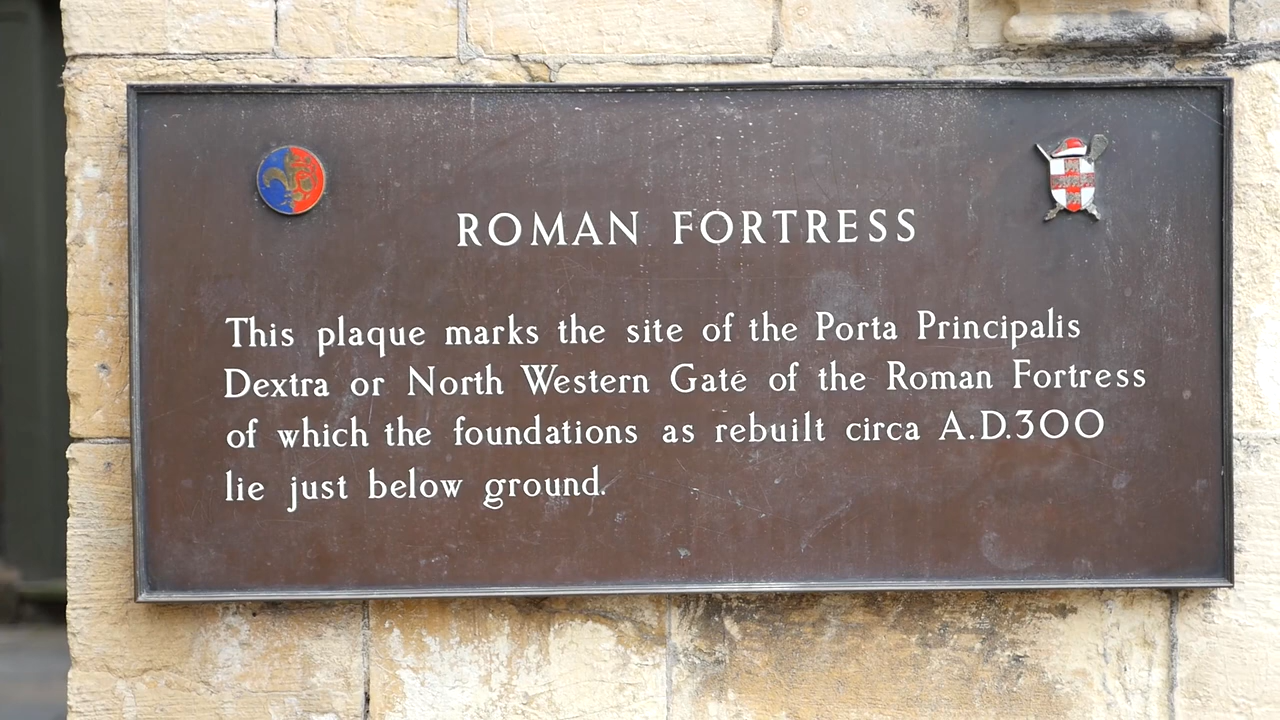 ROMAN FORTRESS
This plaque marks the site of the Porta Principalis
Dextra or North Western Gate of the Roman Fortress
of which the foundations as rebuilt circa A.D.300
lie just below ground.